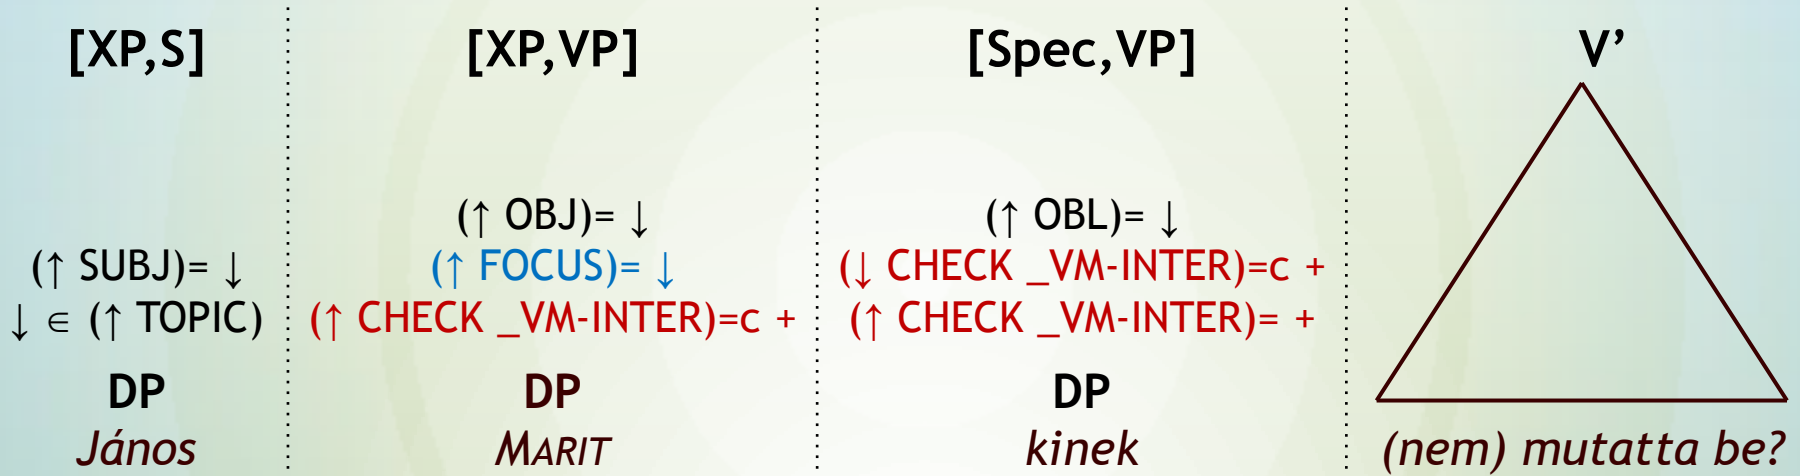 [XP,S] [XP,VP] [Spec,VP] V’
(↑ OBJ)= ↓ (↑ OBL)= ↓
(↑ SUBJ)= ↓ (↑ FOCUS)= ↓ (↓ CHECK _VM-INTER)=c +
↓ ∈ (↑ TOPIC) (↑ CHECK _VM-INTER)=c + (↑ CHECK _VM-INTER)= +
DP DP DP
János MARIT kinek (nem) mutatta be?